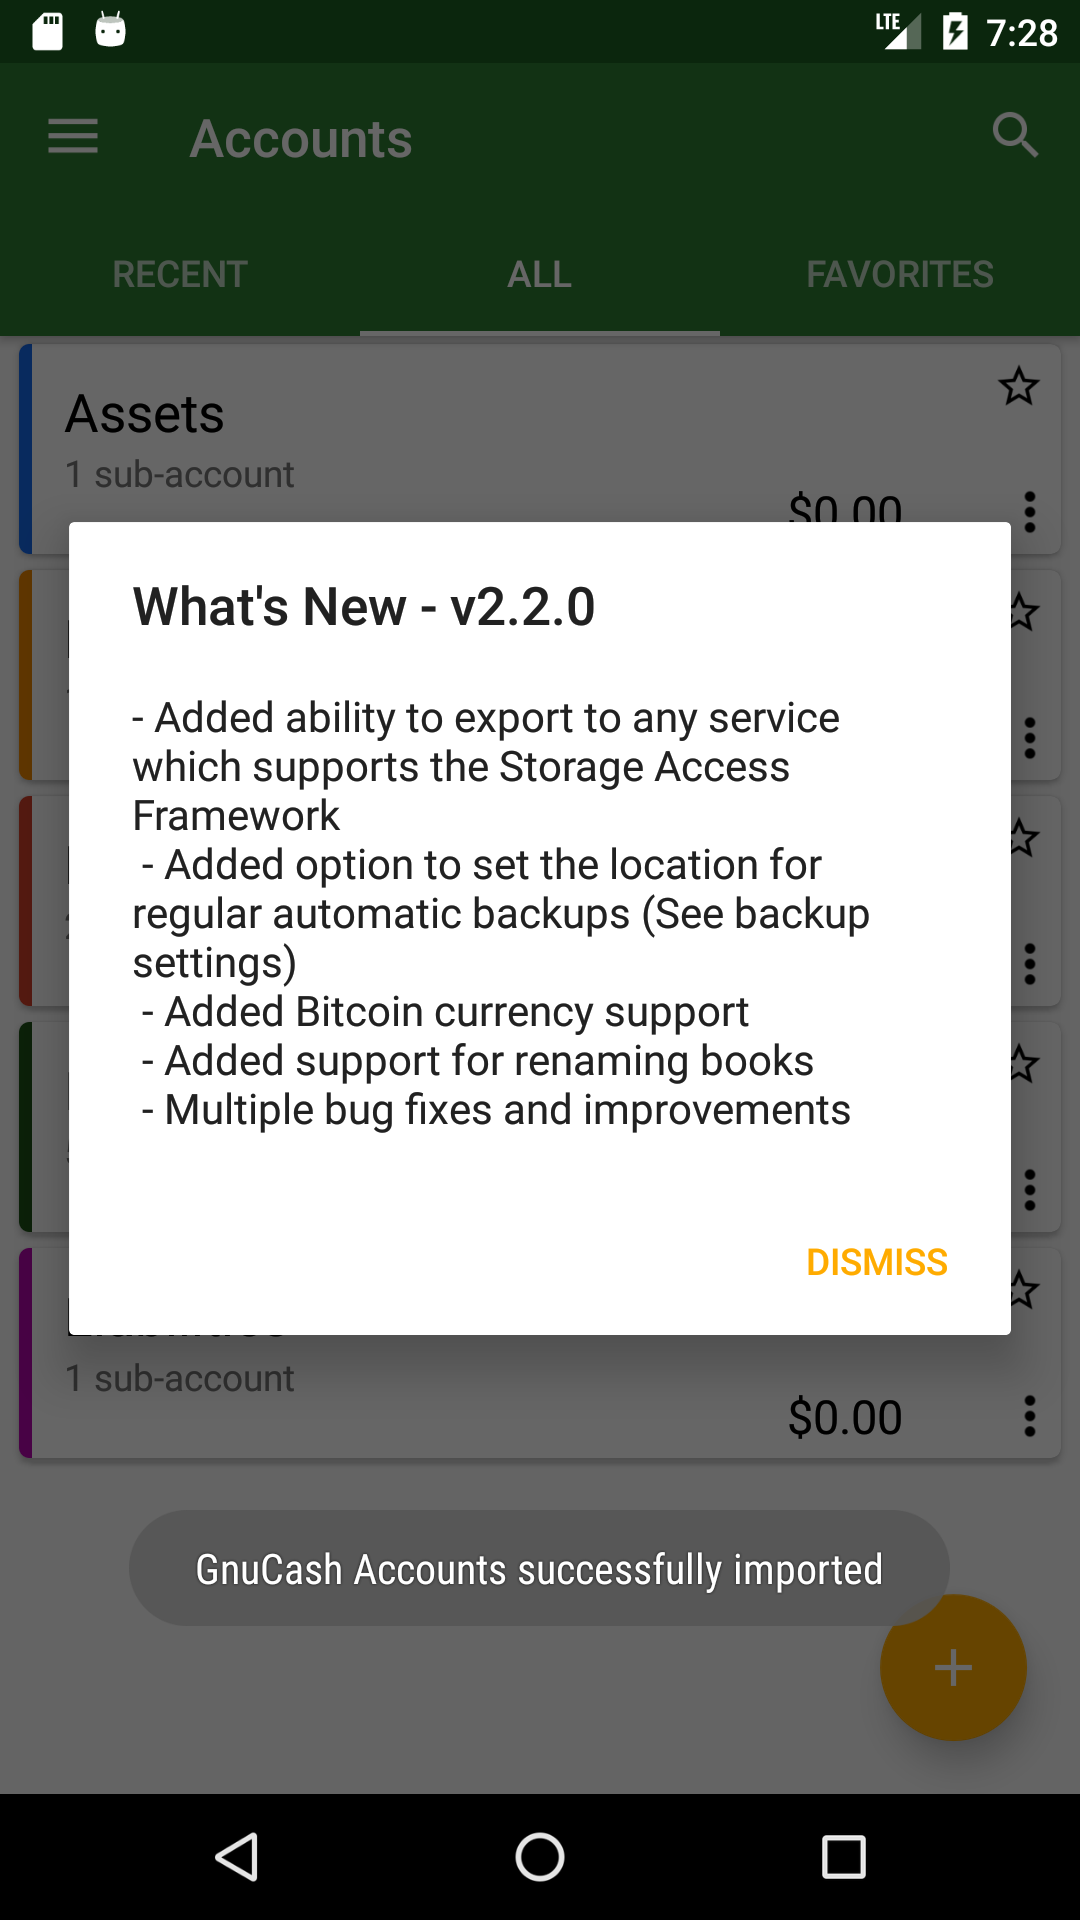 LTE 7:28
Accounts
RECENT ALL FAVORITES
Assets
1 sub-account
$0.00
What's New - v2.2.0
- Added ability to export to any service
which supports the Storage Access
Framework
- Added option to set the location for
regular automatic backups (See backup
settings)
- Added Bitcoin currency support
- Added support for renaming books
- Multiple bug fixes and improvements
DISMISS
1 sub-account
$0.00
GnuCash Accounts successfully imported